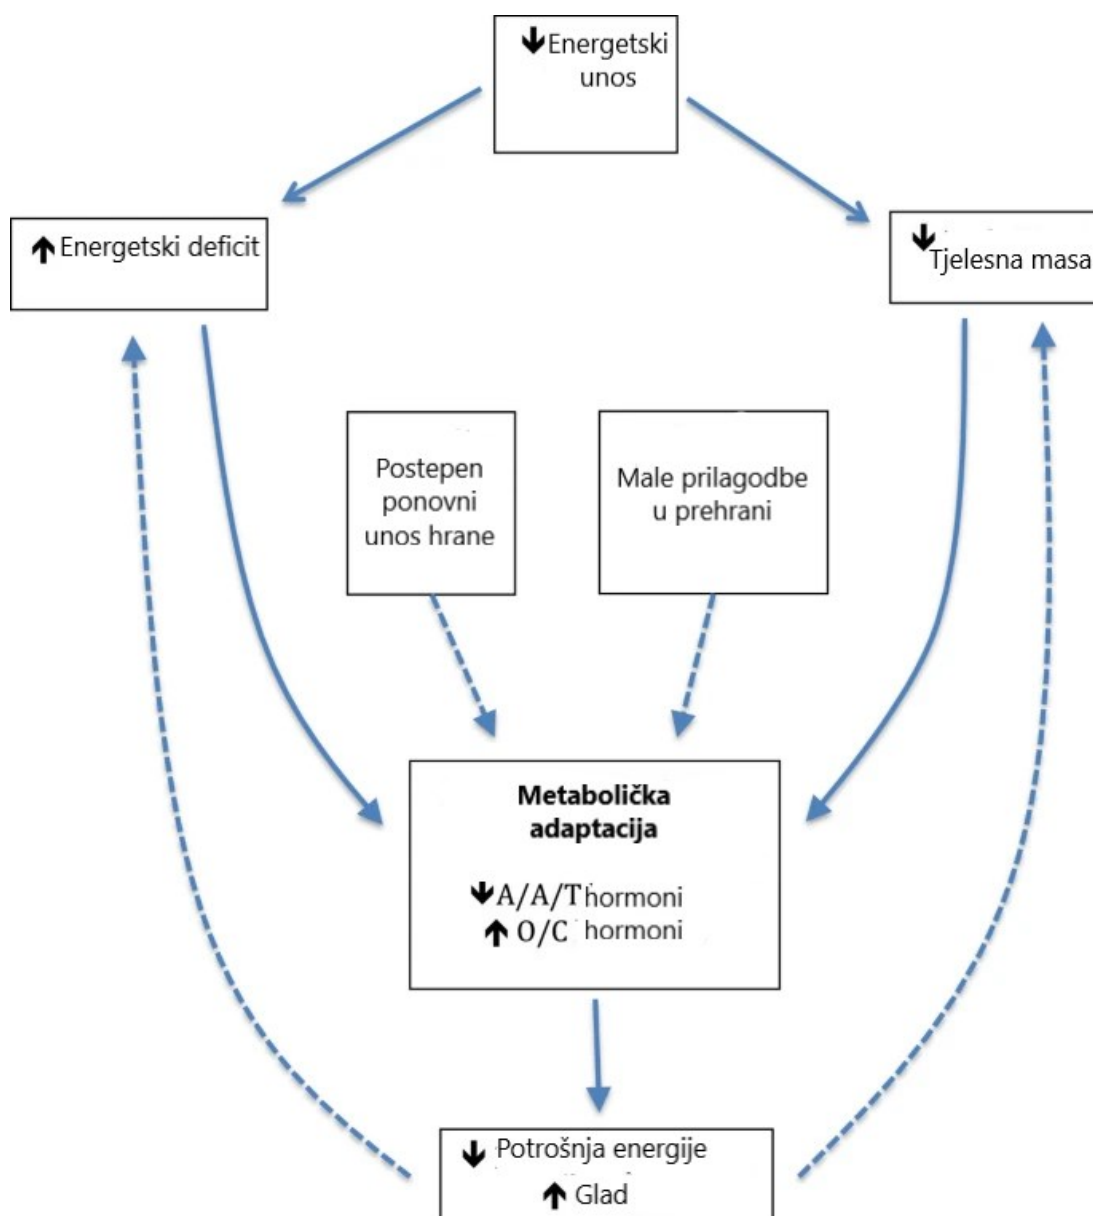 ↓Energetski
unos
↑ Energetski deficit
↓
Tjelesna masa
Postepen
ponovni
unos hrane
Male prilagodbe
u prehrani
Metabolička
adaptacija
↓A/A/T hormoni
↑ O/C hormoni
↓ Potrošnja energije
↑ Glad